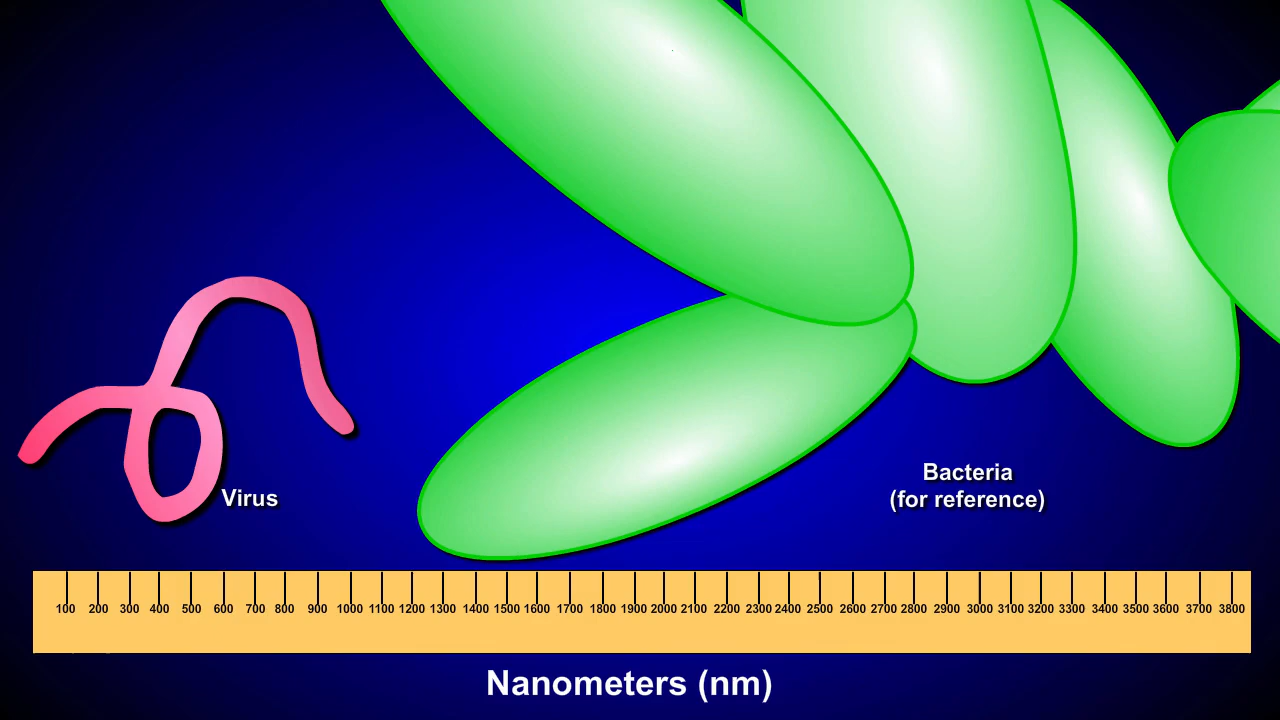 Virus
Bacteria
(for reference)
100 200 300 400 500 600 700 800 900 1000 1100 1200 1300 1400 1500 1600 1700 1800 1900 2000 2100 2200 2300 2400 2500 2600 2700 2800 2900 3000 3100 3200 3300 3400 3500 3600 3700 3800
Nanometers (nm)